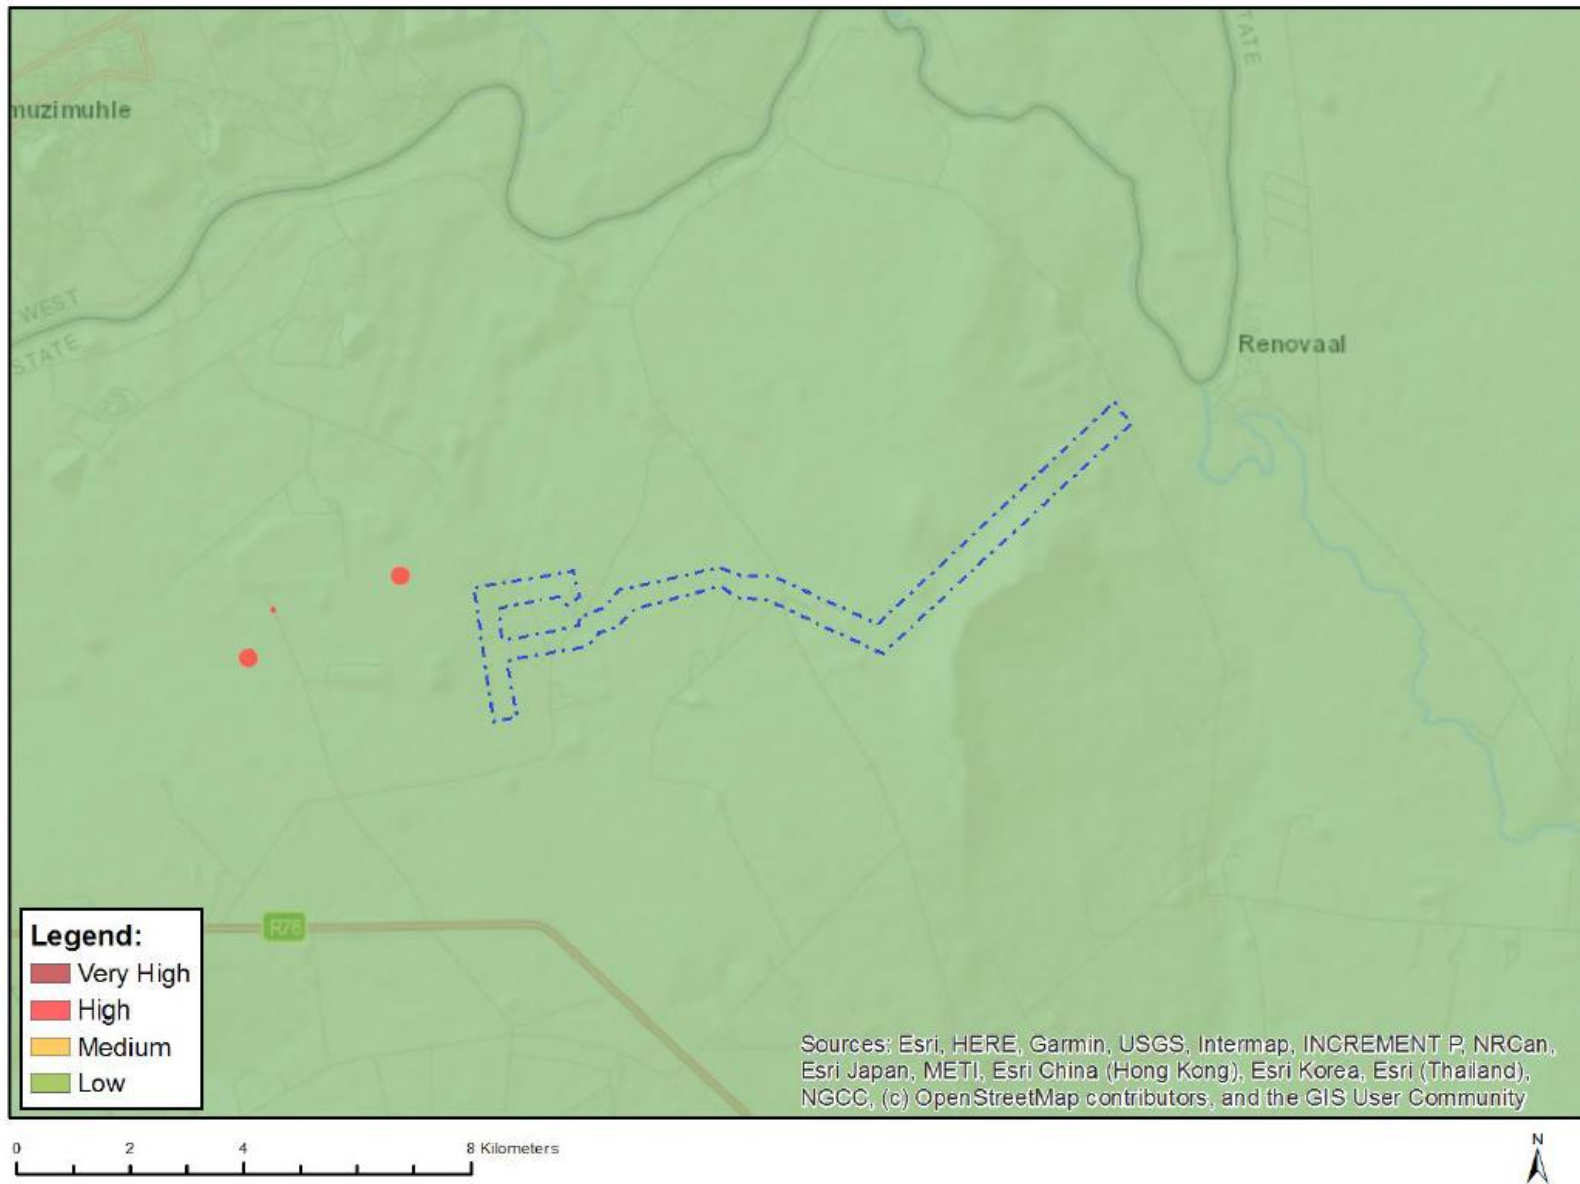 STATE
muzimuhle
WEST
STATE
Renovaal
R76
Legend:
Very High
High
Medium
Low
Sources: Esri, HERE, Garmin, USGS, Intermap, INCREMENT P, NRCan,
Esri Japan, METI, Esri China (Hong Kong), Esri Korea, Esri (Thailand),
NGCC, (c) OpenStreetMap contributors, and the GIS User Community
0 2 4 8 Kilometers
N